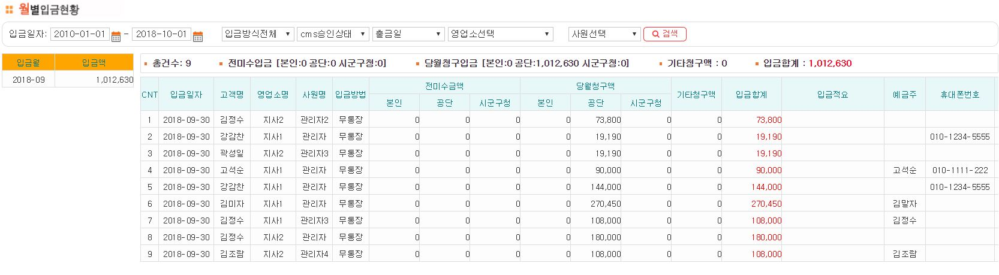 월별입금현황
입금일자: 2010-01-01 - 2018-10-01 입금방식전체 cms승인상태 출금일 영업소선택 사원선택 검색
입금월 입금액
2018-09 1,012,630
총건수: 9 전미수입금 [본인:0 공단:0 시군구청:0] 당월청구입금 [본인:0 공단:1,012,630 시군구청:0] 기타청구액 : 0 입금합계 : 1,012,630
CNT 입금일자 고객명 영업소명 사원명 입금방법 전미수금액 당월청구액 기타청구액 입금합계 입금적요 예금주 휴대폰번호
본인 공단 시군구청 본인 공단 시군구청
1 2018-09-30 김정수 지사2 관리자2 무통장 0 0 0 0 73,800 0 0 73,800
2 2018-09-30 강감찬 지사1 관리자 무통장 0 0 0 0 19,190 0 0 19,190 010-1234-5555
3 2018-09-30 곽성일 지사2 관리자3 무통장 0 0 0 0 19,190 0 0 19,190
4 2018-09-30 고석순 지사1 관리자 무통장 0 0 0 0 90,000 0 0 90,000 고석순 010-1111-222
5 2018-09-30 강감찬 지사1 관리자 무통장 0 0 0 0 144,000 0 0 144,000 010-1234-5555
6 2018-09-30 김미자 지사1 관리자 무통장 0 0 0 0 270,450 0 0 270,450 김말자
7 2018-09-30 김정수 지사1 관리자3 무통장 0 0 0 0 108,000 0 0 108,000 김정수
8 2018-09-30 김정수 지사2 관리자 무통장 0 0 0 0 180,000 0 0 180,000
9 2018-09-30 김조람 지사2 관리자4 무통장 0 0 0 0 108,000 0 0 108,000 김조람